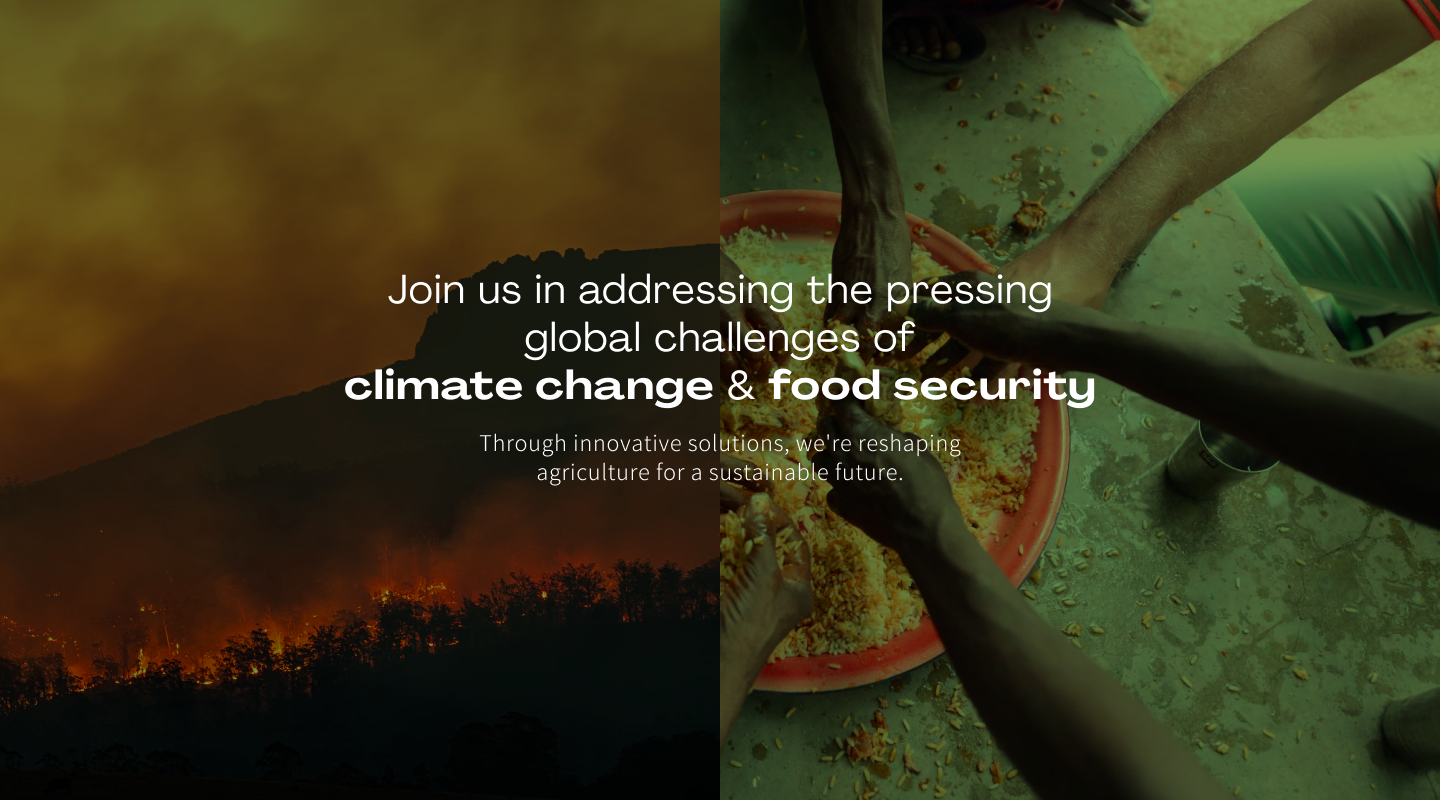 Join us in addressing the pressing
global challenges of
climate change & food security
Through innovative solutions, we're reshaping
agriculture for a sustainable future.